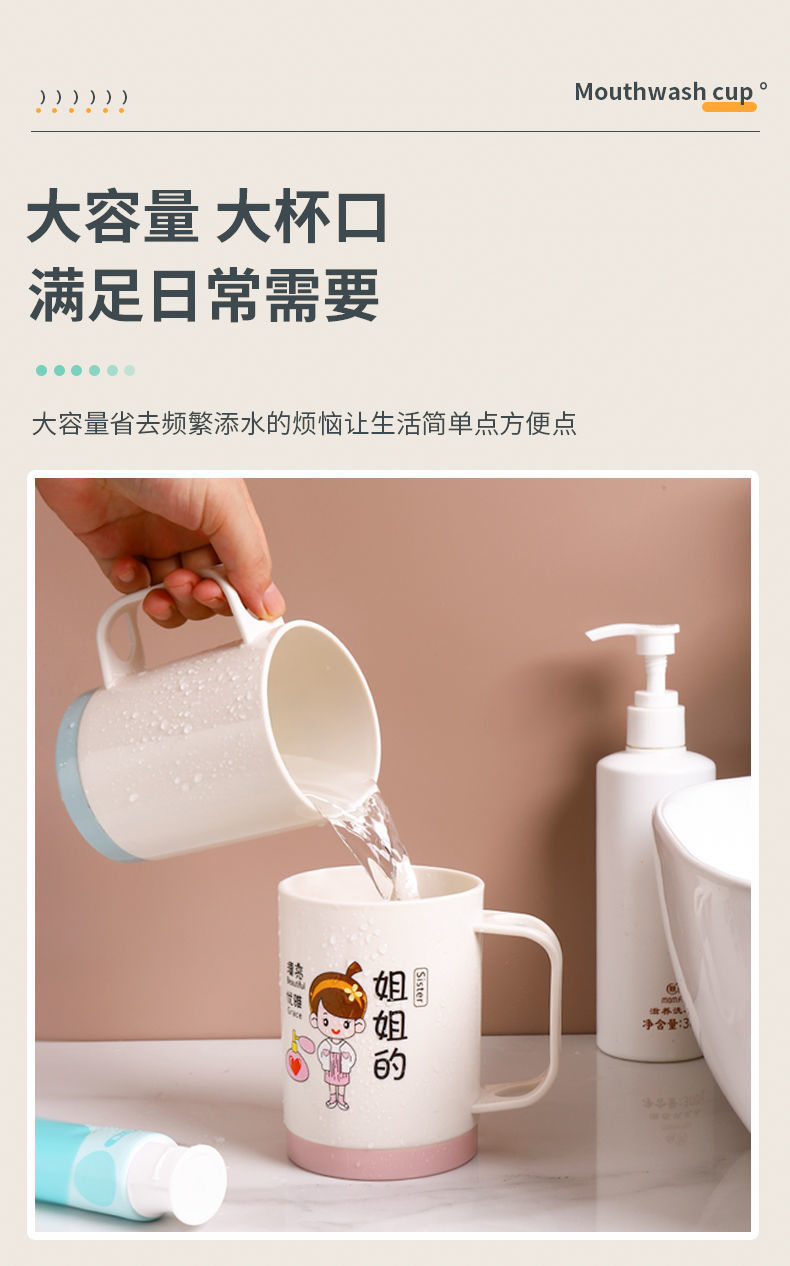 Mouthwash cup °
大容量 大杯口
满足日常需要
大容量省去频繁添水的烦恼让生活简单点方便点
漂亮
Beautiful
优雅
Grace
姐姐的
Sister
净含量:3